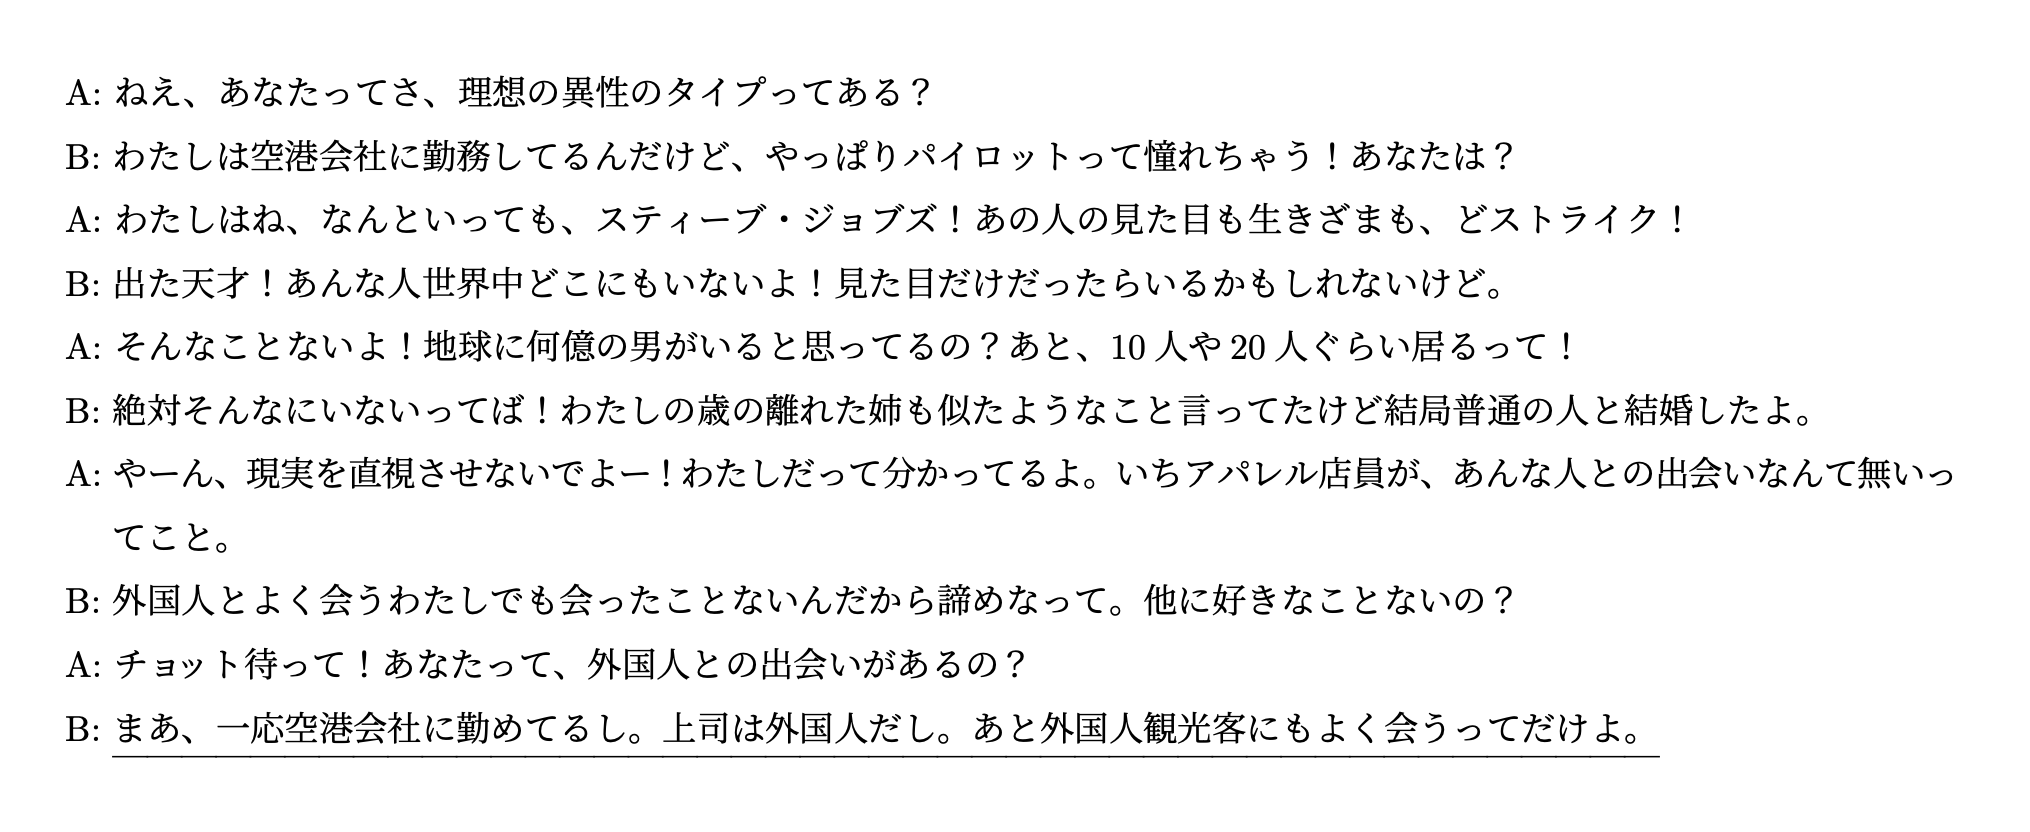 A: ねえ、あなたってさ、理想の異性のタイプってある？
B: わたしは空港会社に勤務してるんだけど、やっぱりパイロットって憧れちゃう！あなたは？
A: わたしはね、なんといっても、スティーブ・ジョブズ！あの人の見た目も生きざまも、どストライク！
B: 出た天才！あんな人世界中どこにもいないよ！見た目だけだったらいるかもしれないけど。
A: そんなことないよ！地球に何億の男がいると思ってるの？あと、10 人や 20 人ぐらい居るって！
B: 絶対そんなにいないってば！わたしの歳の離れた姉も似たようなこと言ってたけど結局普通の人と結婚したよ。
A: やーん、現実を直視させないでよー！わたしだって分かってるよ。いちアパレル店員が、あんな人との出会いなんて無いっ
てこと。
B: 外国人とよく会うわたしでも会ったことないんだから諦めなって。他に好きなことないの？
A: チョット待って！あなたって、外国人との出会いがあるの？
B: まあ、一応空港会社に勤めてるし。上司は外国人だし。あと外国人観光客にもよく会うってだけよ。